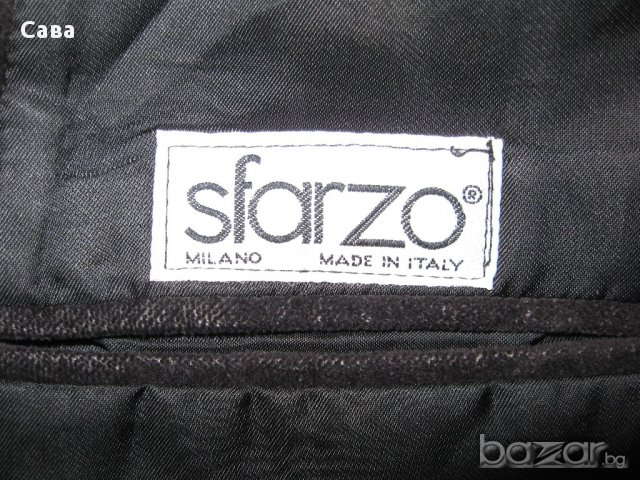 Сава
sfarzo®
MILANO MADE IN ITALY
bazar.bg